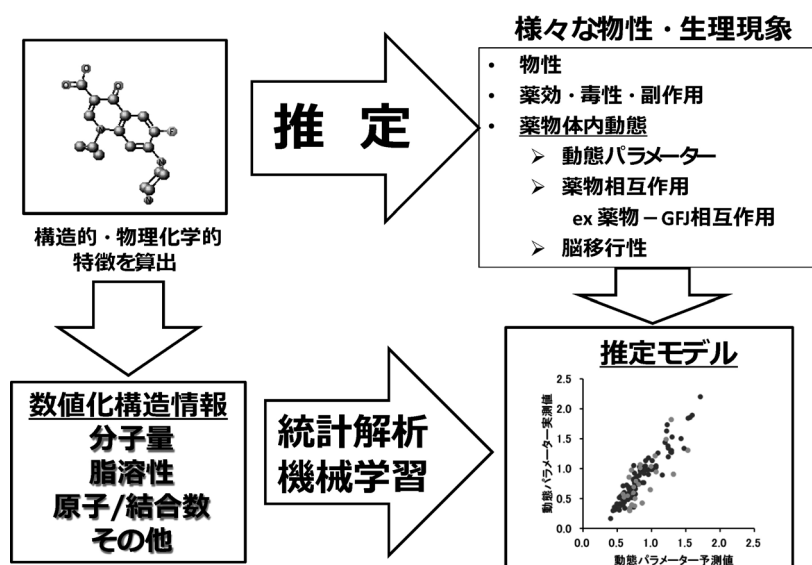 様々な物性・生理現象
推 定
• 物性
• 薬効・毒性・副作用
• 薬物体内動態
➢ 動態パラメーター
➢ 薬物相互作用
ex 薬物 – GFJ相互作用
➢ 脳移行性
構造的・物理化学的
特徴を算出
数値化構造情報
分子量
脂溶性
原子/結合数
その他
統計解析
機械学習
推定モデル
動態パラメーター実測値
2.5
2.0
1.5
1.0
0.5
0.0
0.0 0.5 1.0 1.5 2.0 2.5
動態パラメーター予測値